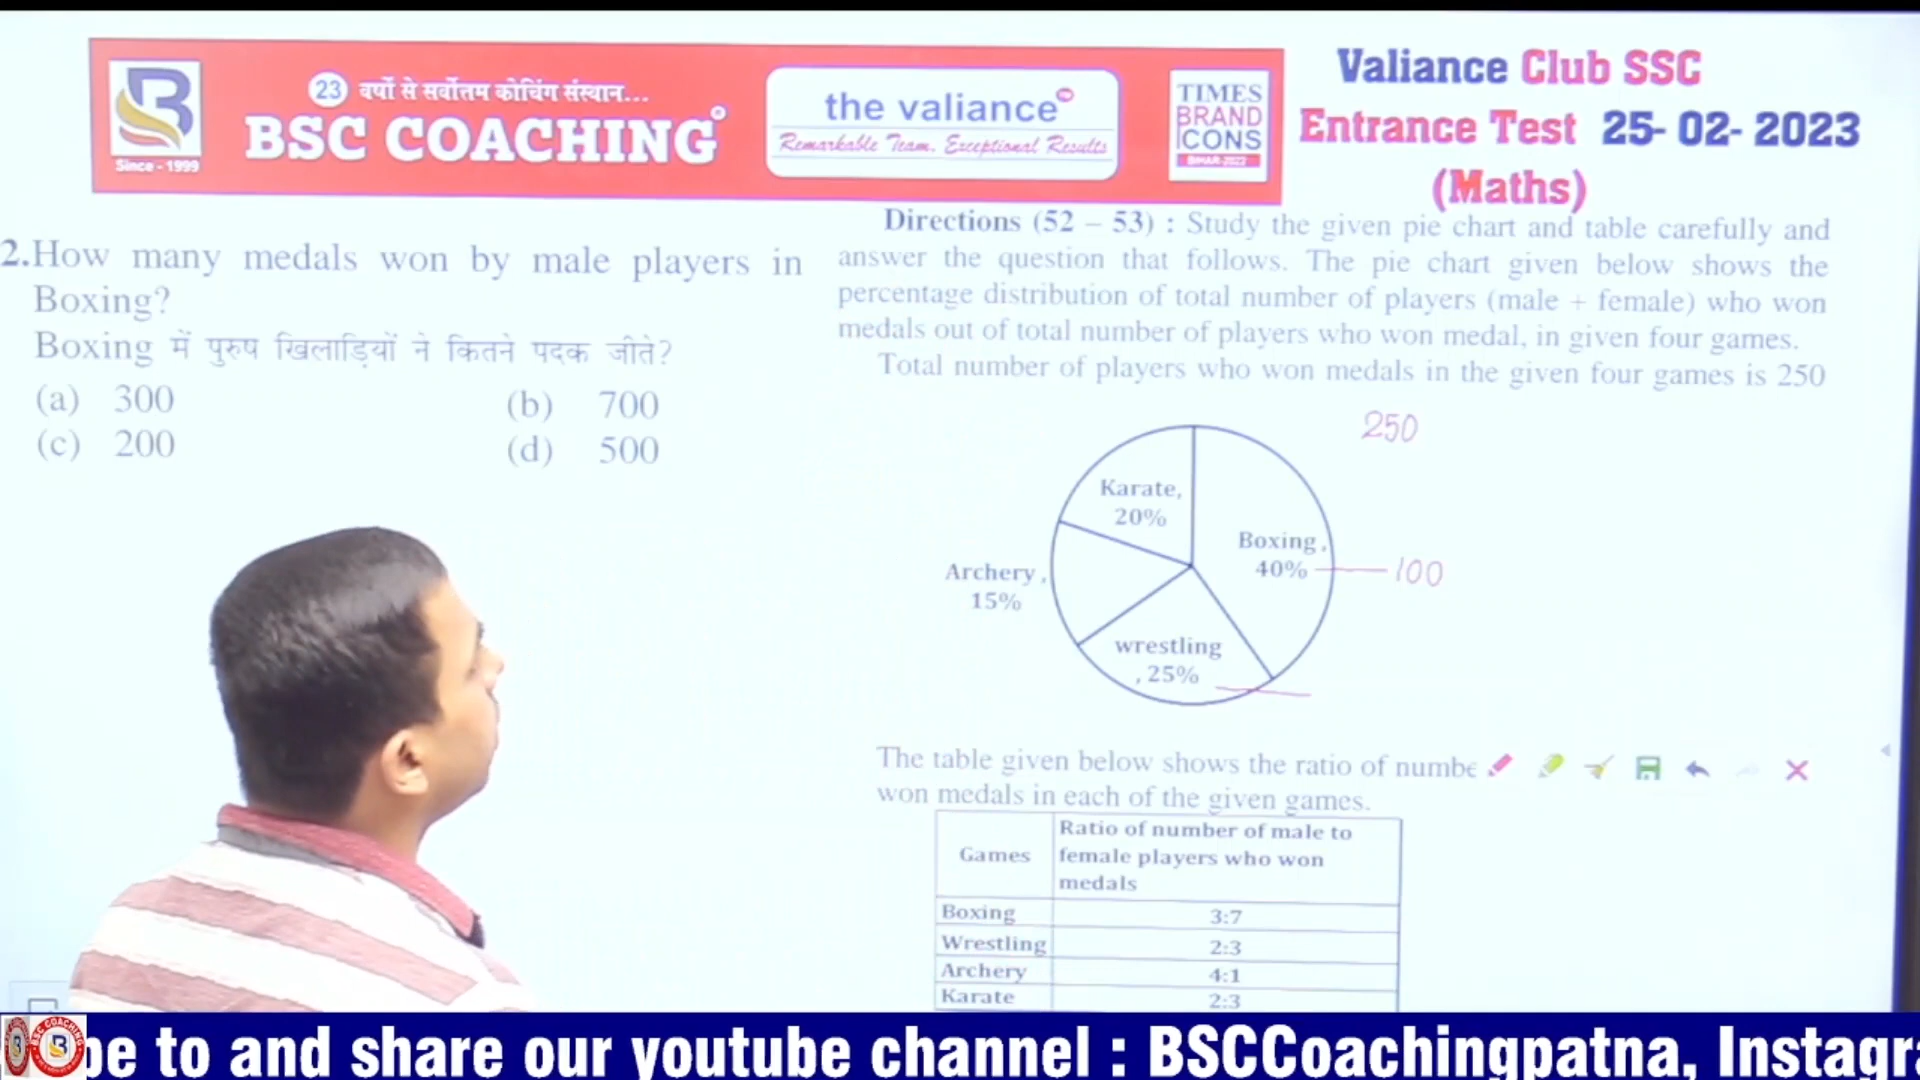 23 वर्षों से सर्वोतम कोचिंग संस्थान...
BSC COACHING
Since - 1999
the valiance
Remarkable Team, Exceptional Results
TIMES
BRAND
ICONS
BIHAR-2022
Valiance Club SSC
Entrance Test 25- 02- 2023
(Maths)
2.How many medals won by male players in
Boxing?
Boxing में पुरुष खिलाड़ियों ने कितने पदक जीते?
(a) 300 (b) 700
(c) 200 (d) 500
Directions (52 – 53) : Study the given pie chart and table carefully and
answer the question that follows. The pie chart given below shows the
percentage distribution of total number of players (male + female) who won
medals out of total number of players who won medal, in given four games.
Total number of players who won medals in the given four games is 250
250
Karate,
20%
Boxing,
40%
100
Archery,
15%
wrestling
, 25%
The table given below shows the ratio of numbe
won medals in each of the given games.
Games Ratio of number of male to
female players who won
medals
Boxing 3:7
Wrestling 2:3
Archery 4:1
Karate 2:3
BSC COACHING
be to and share our youtube channel : BSCCoachingpatna, Instagr